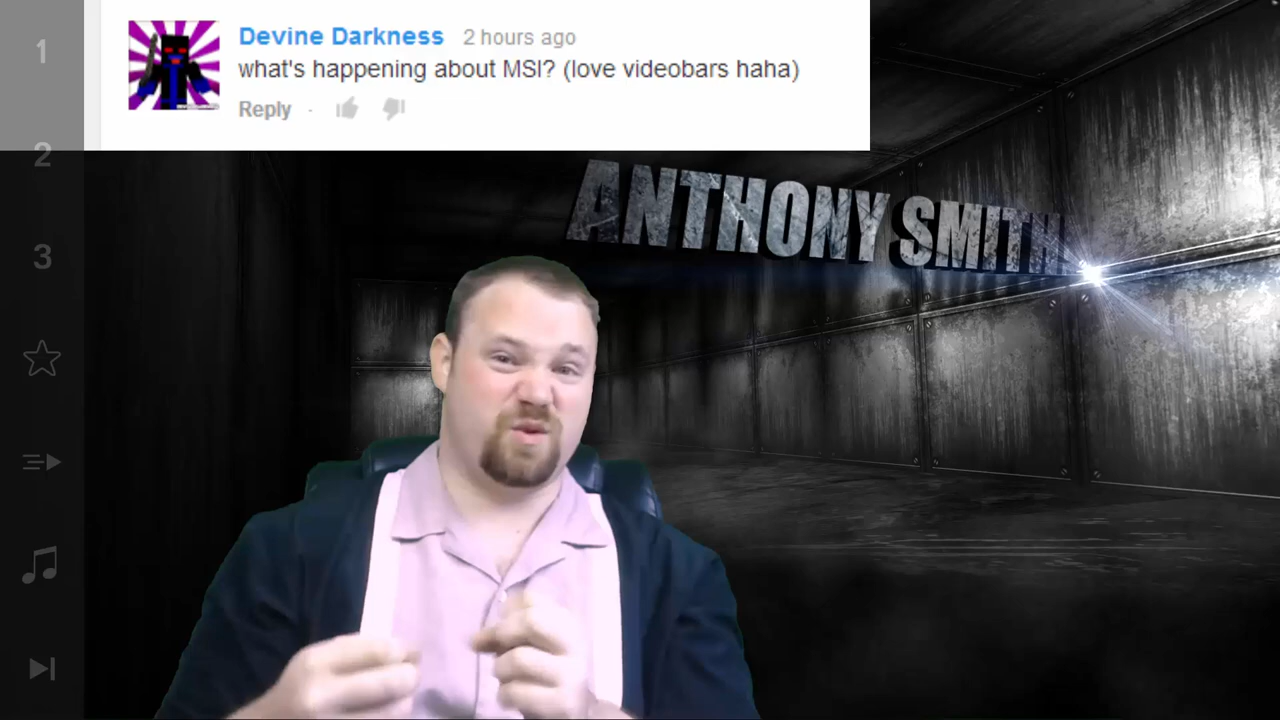 1
Devine Darkness 2 hours ago
what's happening about MSI? (love videobars haha)
Reply ·
2
ANTHONY SMITH
3